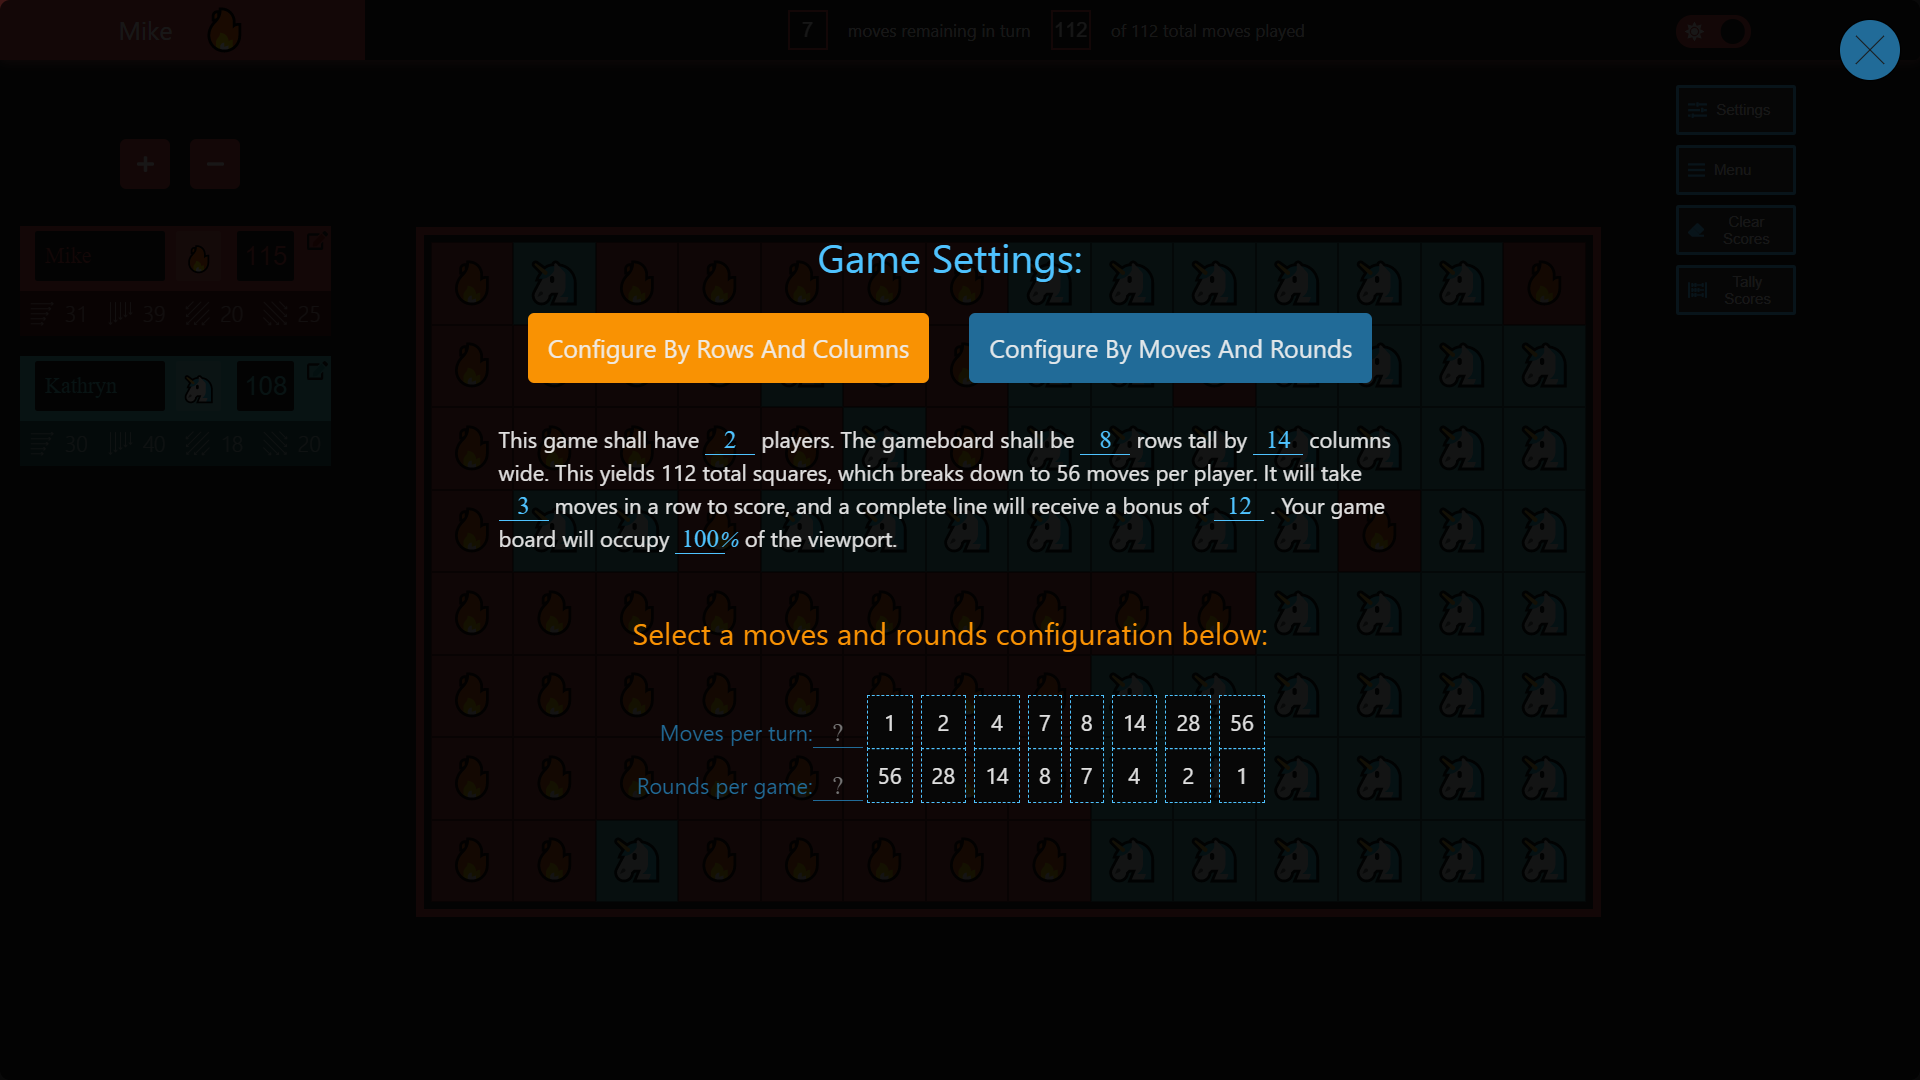 Mike
7 moves remaining in turn 112 of 112 total moves played
Settings
Menu
Clear
Scores
Tally
Scores
+ −
Mike 115
31 39 20 25
Kathryn 108
30 40 18 20
Game Settings:
Configure By Rows And Columns
Configure By Moves And Rounds
This game shall have 2 players. The gameboard shall be 8 rows tall by 14 columns
wide. This yields 112 total squares, which breaks down to 56 moves per player. It will take
3 moves in a row to score, and a complete line will receive a bonus of 12 . Your game
board will occupy 100% of the viewport.
Select a moves and rounds configuration below:
Moves per turn: ? 1 2 4 7 8 14 28 56
Rounds per game: ? 56 28 14 8 7 4 2 1